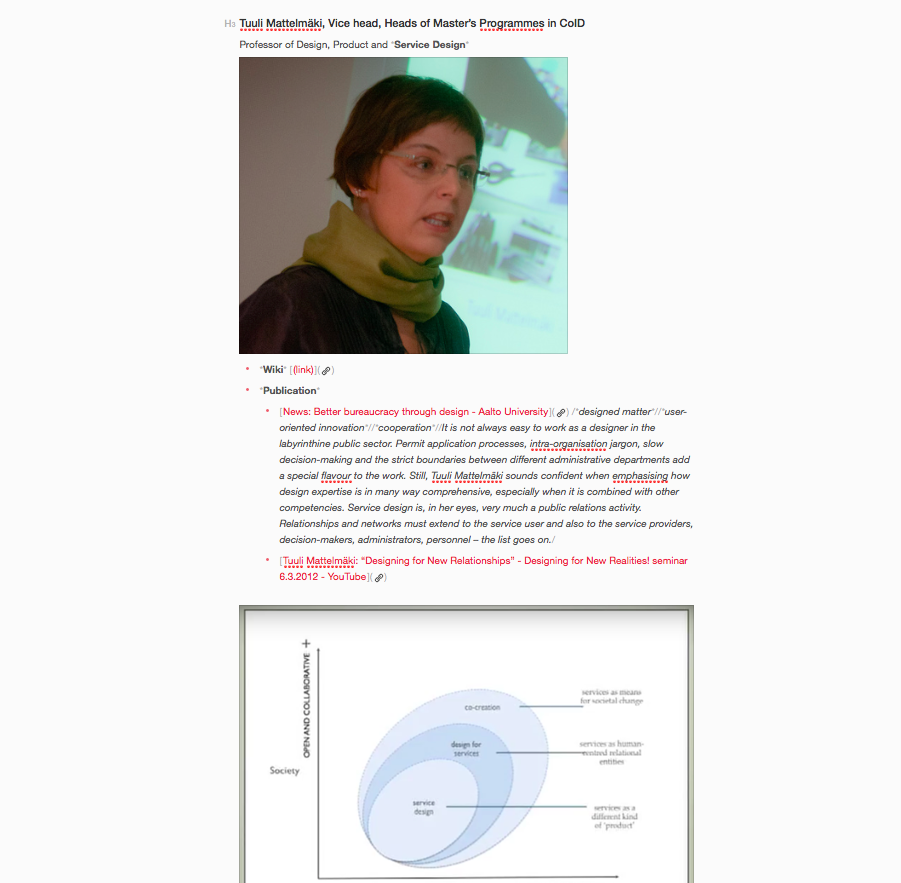 H3 Tuuli Mattelmäki, Vice head, Heads of Master's Programmes in CoID
Professor of Design, Product and *Service Design*
Tuuli Mattelmäki
• *Wiki* [(link)]()
• *Publication*
• [News: Better bureaucracy through design - Aalto University]() /*designed matter*//*user-
oriented innovation*//*cooperation*//It is not always easy to work as a designer in the
labyrinthine public sector. Permit application processes, intra-organisation jargon, slow
decision-making and the strict boundaries between different administrative departments add
a special flavour to the work. Still, Tuuli Mattelmäki sounds confident when emphasising how
design expertise is in many way comprehensive, especially when it is combined with other
competencies. Service design is, in her eyes, very much a public relations activity.
Relationships and networks must extend to the service user and also to the service providers,
decision-makers, administrators, personnel – the list goes on./
• [Tuuli Mattelmäki: “Designing for New Relationships” - Designing for New Realities! seminar
6.3.2012 - YouTube]()
OPEN AND COLLABORATIVE +
Society
co-creation
services as means
for societal change
design for
services
services as human-
centred relational
entities
service
design
services as a
different kind
of 'product'